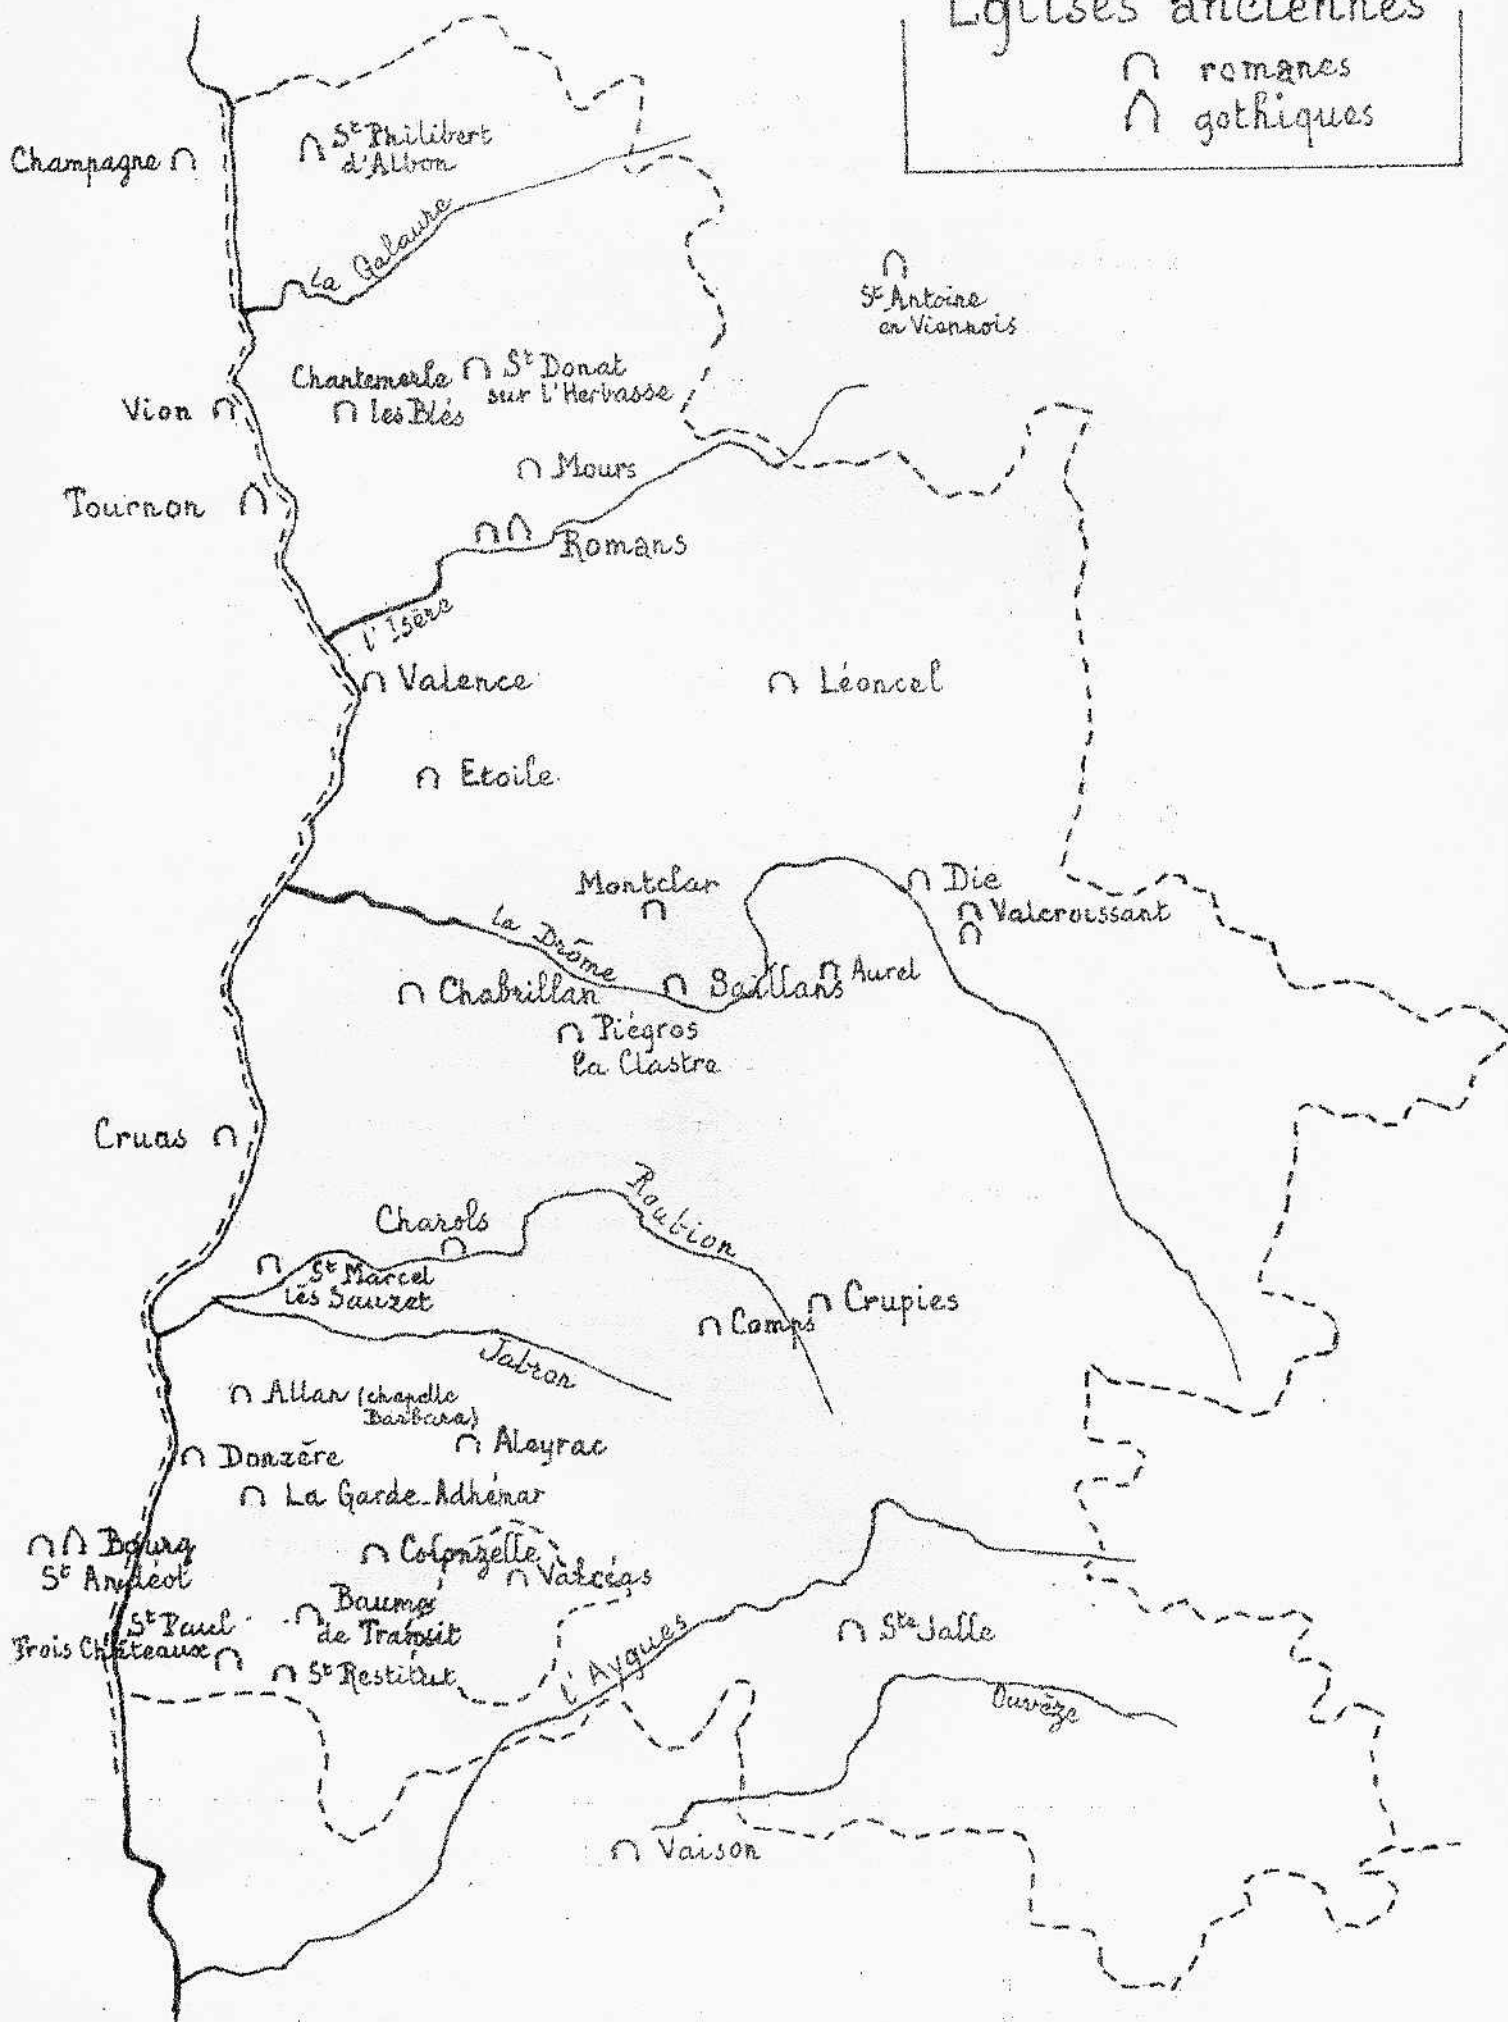 Eglises anciennes
romanes
gothiques
Champagne
St Philibert
d'Albon
La Galaure
St Antoine
en Viennois
Chantemerle
les Blés
St Donat
sur l'Herbasse
Vion
Mours
Tournon
Romans
l'Isère
Valence
Léoncel
Etoile
Montclar
Die
Valcroissant
la Drôme
Chabrillan
Saillans
Aurel
Piégros
la Clastre
Cruas
Roubion
Charols
St Marcel
lès Sauzet
Crupies
Comps
Jabron
Allan (chapelle
Barbara)
Aleyrac
Donzère
La Garde-Adhémar
Bourg
St Andéol
Colonzelle
Valréas
Baume
de Transit
St Paul
Trois Châteaux
St Restitut
l'Aygues
Ste Jalle
Ouvèze
Vaison